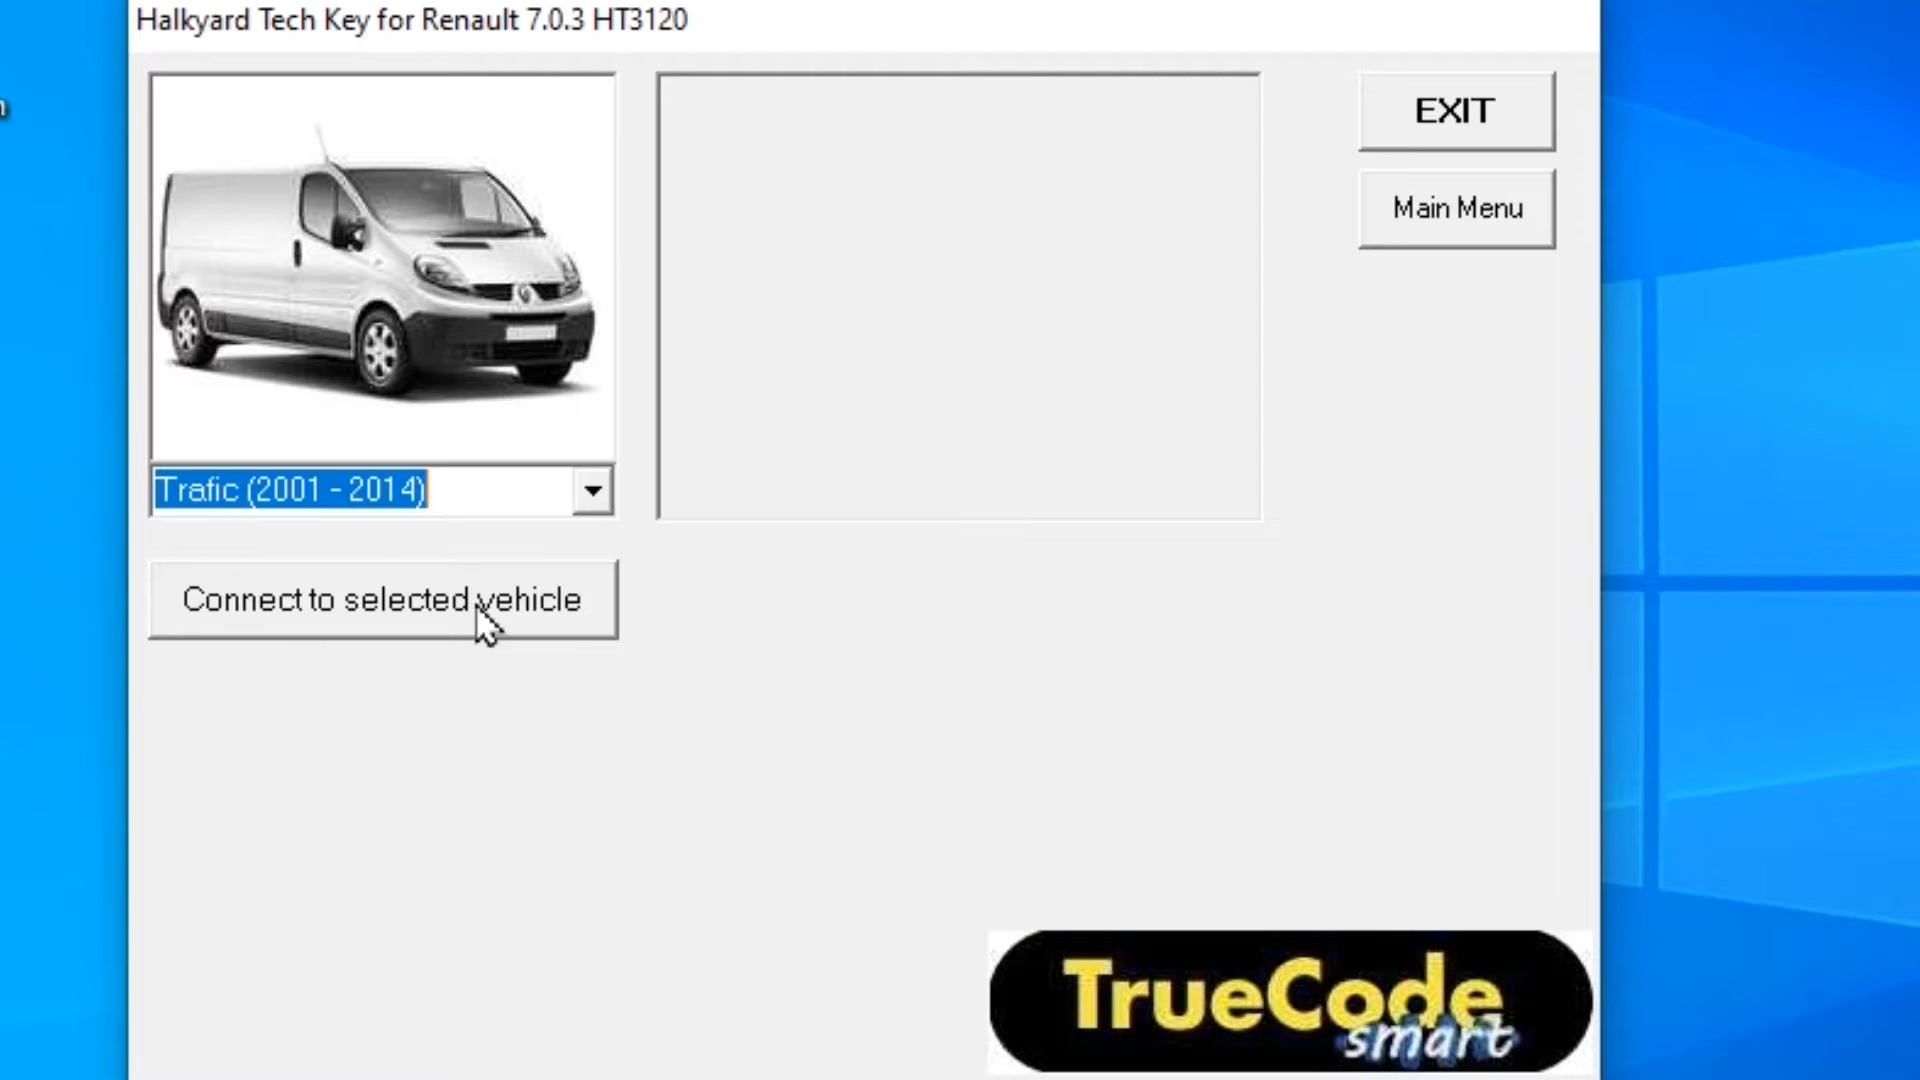 Halkyard Tech Key for Renault 7.0.3 HT3120
EXIT
Main Menu
Trafic (2001 - 2014)
Connect to selected vehicle
TrueCode
smart